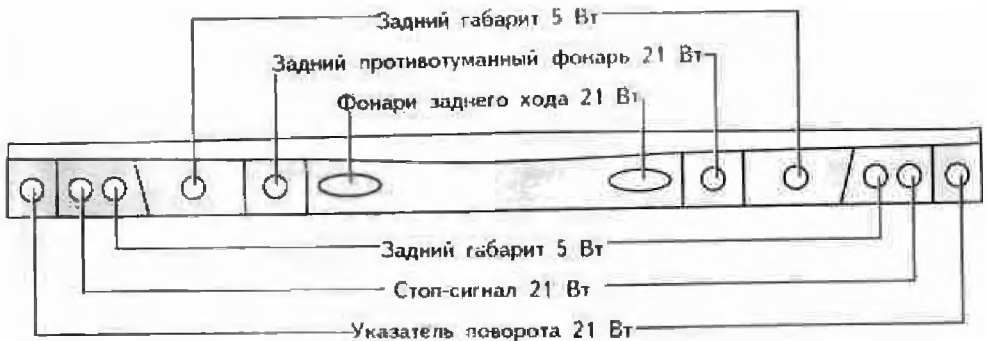 Задний габарит 5 Вт
Задний противотуманный фонарь 21 Вт
Фонари заднего хода 21 Вт
Задний габарит 5 Вт
Стоп-сигнал 21 Вт
Указатель поворота 21 Вт